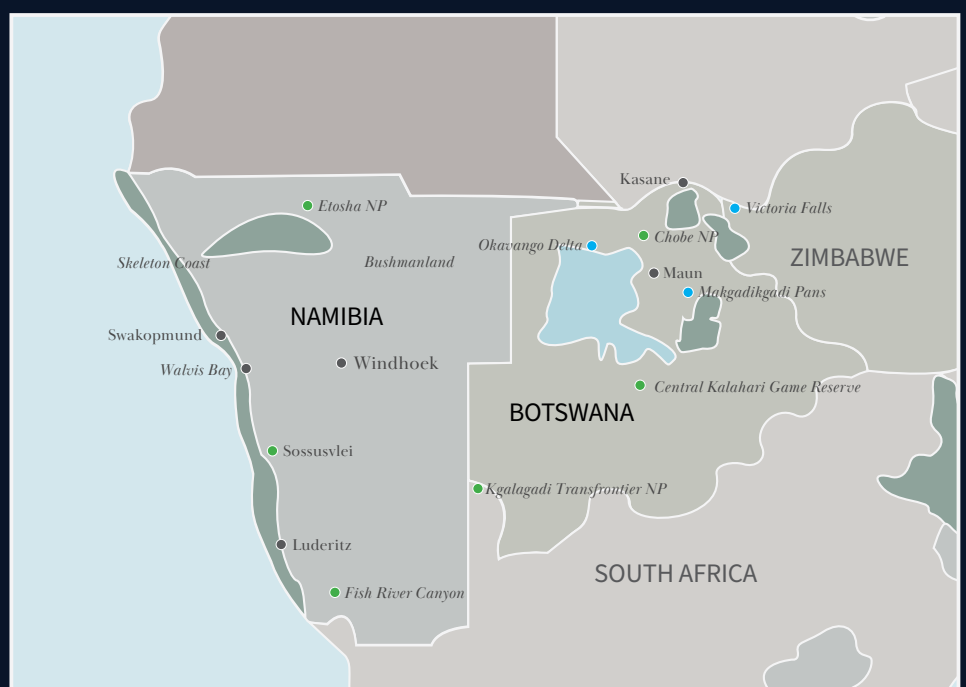 Kasane
Etosha NP
Victoria Falls
Chobe NP
Okavango Delta
ZIMBABWE
Skeleton Coast
Bushmanland
Maun
Makgadikgadi Pans
NAMIBIA
Swakopmund
Windhoek
Walvis Bay
Central Kalahari Game Reserve
BOTSWANA
Sossusvlei
Kgalagadi Transfrontier NP
Luderitz
SOUTH AFRICA
Fish River Canyon